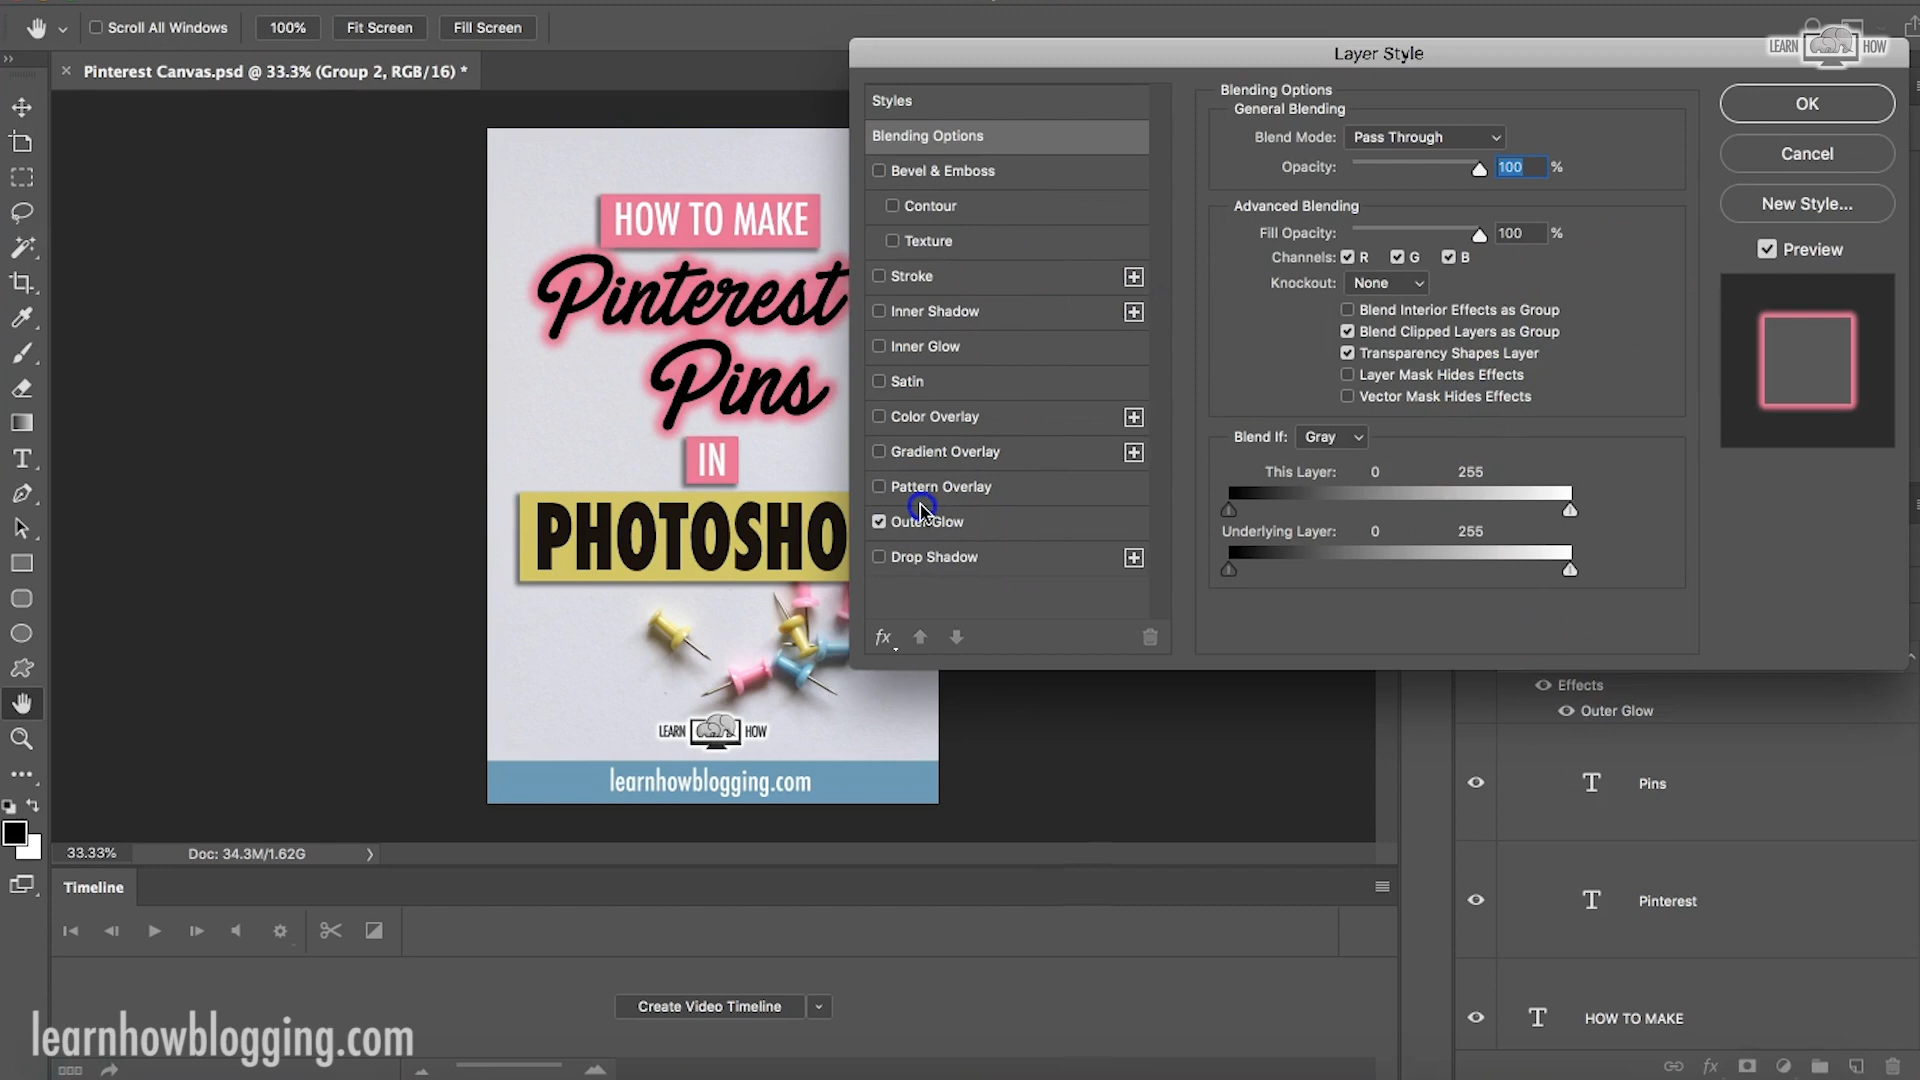 Scroll All Windows
100%
Fit Screen
Fill Screen
Pinterest Canvas.psd @ 33.3% (Group 2, RGB/16) *
Layer Style
LEARN HOW
Styles
Blending Options
Bevel & Emboss
Contour
Texture
Stroke
Inner Shadow
Inner Glow
Satin
Color Overlay
Gradient Overlay
Pattern Overlay
Outer Glow
Drop Shadow
fx
Blending Options
General Blending
Blend Mode: Pass Through
Opacity: 100 %
Advanced Blending
Fill Opacity: 100 %
Channels: R G B
Knockout: None
Blend Interior Effects as Group
Blend Clipped Layers as Group
Transparency Shapes Layer
Layer Mask Hides Effects
Vector Mask Hides Effects
Blend If: Gray
This Layer: 0 255
Underlying Layer: 0 255
OK
Cancel
New Style...
Preview
HOW TO MAKE
Pinterest
Pins
IN
PHOTOSHO
LEARN HOW
learnhowblogging.com
Effects
Outer Glow
T Pins
T Pinterest
T HOW TO MAKE
fx
33.33%
Doc: 34.3M/1.62G
Timeline
Create Video Timeline
learnhowblogging.com